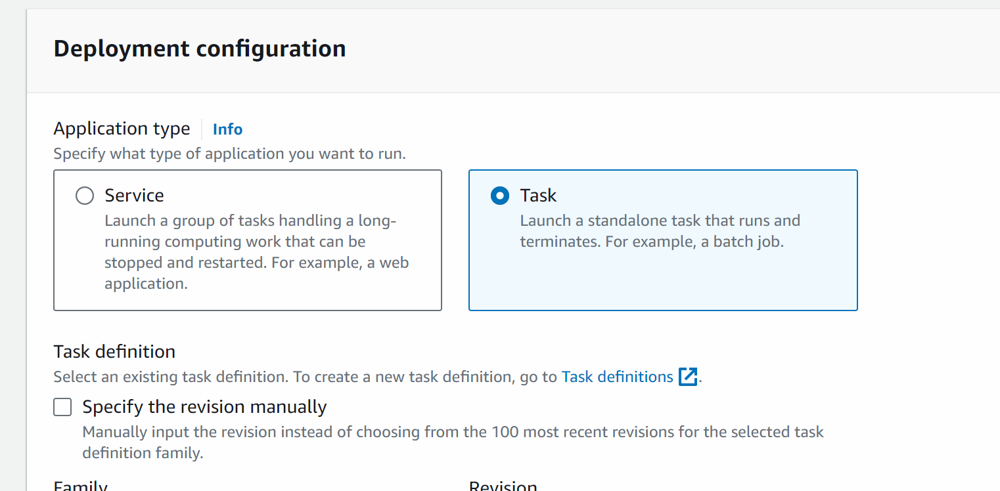 Deployment configuration
Application type Info
Specify what type of application you want to run.
Service
Launch a group of tasks handling a long-
running computing work that can be
stopped and restarted. For example, a web
application.
Task
Launch a standalone task that runs and
terminates. For example, a batch job.
Task definition
Select an existing task definition. To create a new task definition, go to Task definitions .
Specify the revision manually
Manually input the revision instead of choosing from the 100 most recent revisions for the selected task
definition family.
Family
Revision